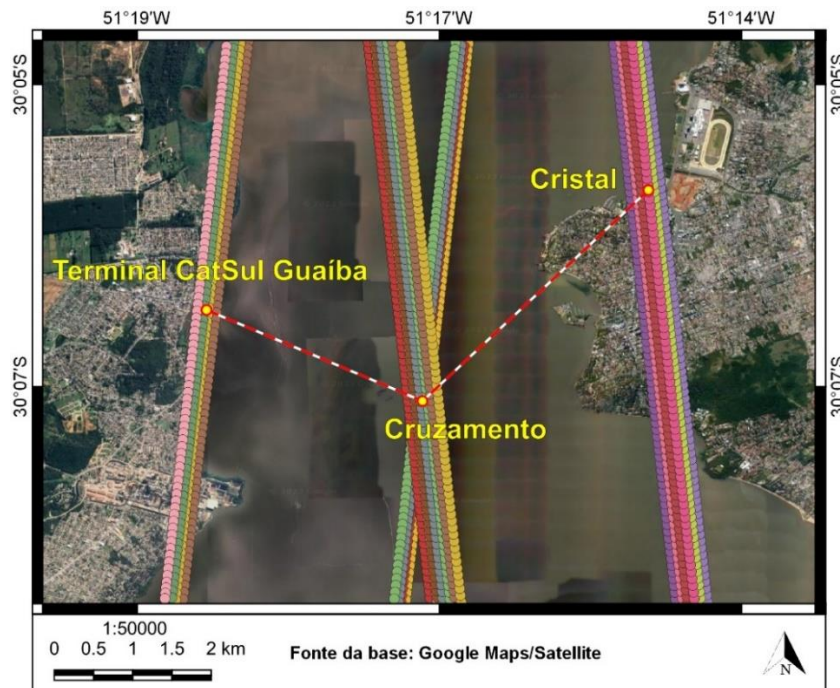 51°19'W 51°17'W 51°14'W
30°05'S 30°05'S
Cristal
Terminal CatSul Guaíba
30°07'S 30°07'S
Cruzamento
1:50000
0 0.5 1 1.5 2 km
Fonte da base: Google Maps/Satellite
N